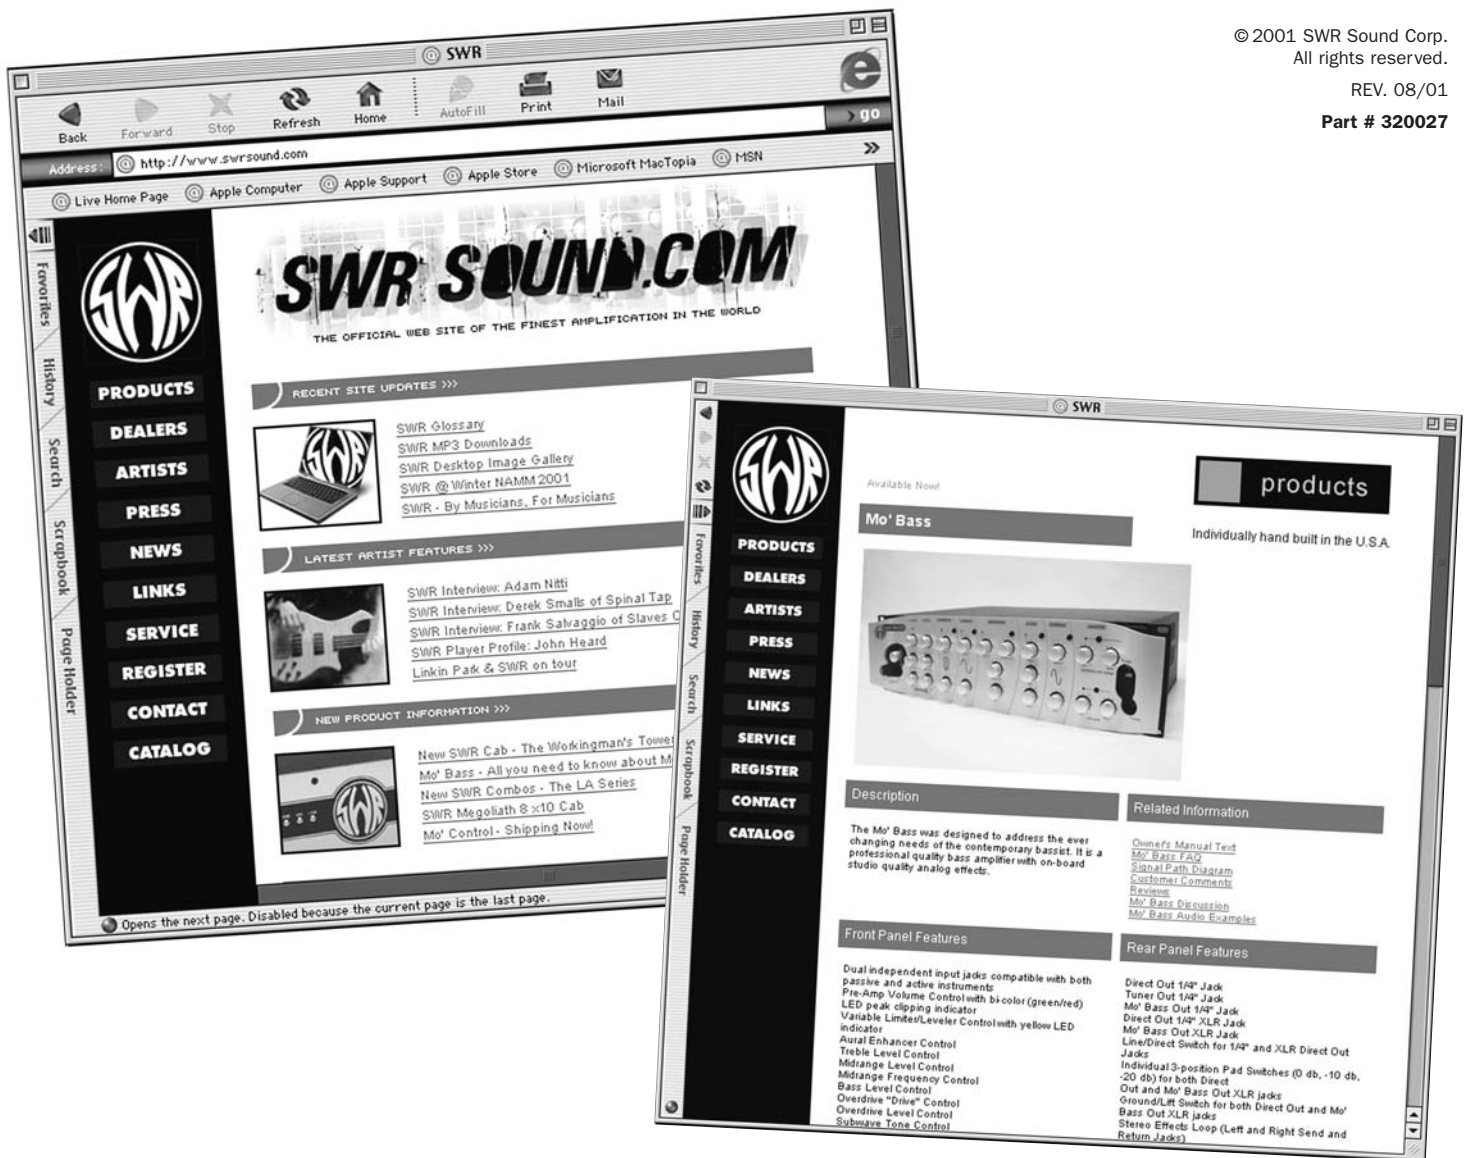 © 2001 SWR Sound Corp.
All rights reserved.
REV. 08/01
Part # 320027
SWR
Back
Forward
Stop
Refresh
Home
AutoFill
Print
Mail
Address:
http://www.swrsound.com
go
Live Home Page
Apple Computer
Apple Support
Apple Store
Microsoft MacTopia
MSN
Favorites
History
Search
Scrapbook
Page Holder
SWR
PRODUCTS
DEALERS
ARTISTS
PRESS
NEWS
LINKS
SERVICE
REGISTER
CONTACT
CATALOG
SWR SOUND.COM
THE OFFICIAL WEB SITE OF THE FINEST AMPLIFICATION IN THE WORLD
RECENT SITE UPDATES >>>
SWR
SWR Glossary
SWR MP3 Downloads
SWR Desktop Image Gallery
SWR @ Winter NAMM 2001
SWR - By Musicians, For Musicians
LATEST ARTIST FEATURES >>>
SWR Interview: Adam Nitti
SWR Interview: Derek Smalls of Spinal Tap
SWR Interview: Frank Salvaggio of Slaves
SWR Player Profile: John Heard
Linkin Park & SWR on tour
NEW PRODUCT INFORMATION >>>
SWR
New SWR Cab - The Workingman's Tower
Mo' Bass - All you need to know about
New SWR Combos - The LA Series
SWR Megoliath 8 x10 Cab
Mo' Control - Shipping Now!
Opens the next page. Disabled because the current page is the last page.
SWR
Favorites
History
Search
Scrapbook
Page Holder
SWR
PRODUCTS
DEALERS
ARTISTS
PRESS
NEWS
LINKS
SERVICE
REGISTER
CONTACT
CATALOG
Available Now!
Mo' Bass
products
Individually hand built in the U.S.A.
Description
The Mo' Bass was designed to address the ever
changing needs of the contemporary bassist. It is a
professional quality bass amplifier with on-board
studio quality analog effects.
Related Information
Owner's Manual Text
Mo' Bass FAQ
Signal Path Diagram
Customer Comments
Reviews
Mo' Bass Discussion
Mo' Bass Audio Examples
Front Panel Features
Dual independent input jacks compatible with both
passive and active instruments
Pre-Amp Volume Control with bi-color (green/red)
LED peak clipping indicator
Variable Limiter/Leveler Control with yellow LED
indicator
Aural Enhancer Control
Treble Level Control
Midrange Level Control
Midrange Frequency Control
Bass Level Control
Overdrive "Drive" Control
Overdrive Level Control
Subwave Tone Control
Rear Panel Features
Direct Out 1/4" Jack
Tuner Out 1/4" Jack
Mo' Bass Out 1/4" Jack
Direct Out 1/4" XLR Jack
Mo' Bass Out XLR Jack
Line/Direct Switch for 1/4" and XLR Direct Out
Jacks
Individual 3-position Pad Switches (0 db, -10 db,
-20 db) for both Direct
Out and Mo' Bass Out XLR jacks
Ground/Lift Switch for both Direct Out and Mo'
Bass Out XLR jacks
Stereo Effects Loop (Left and Right Send and
Return Jacks)